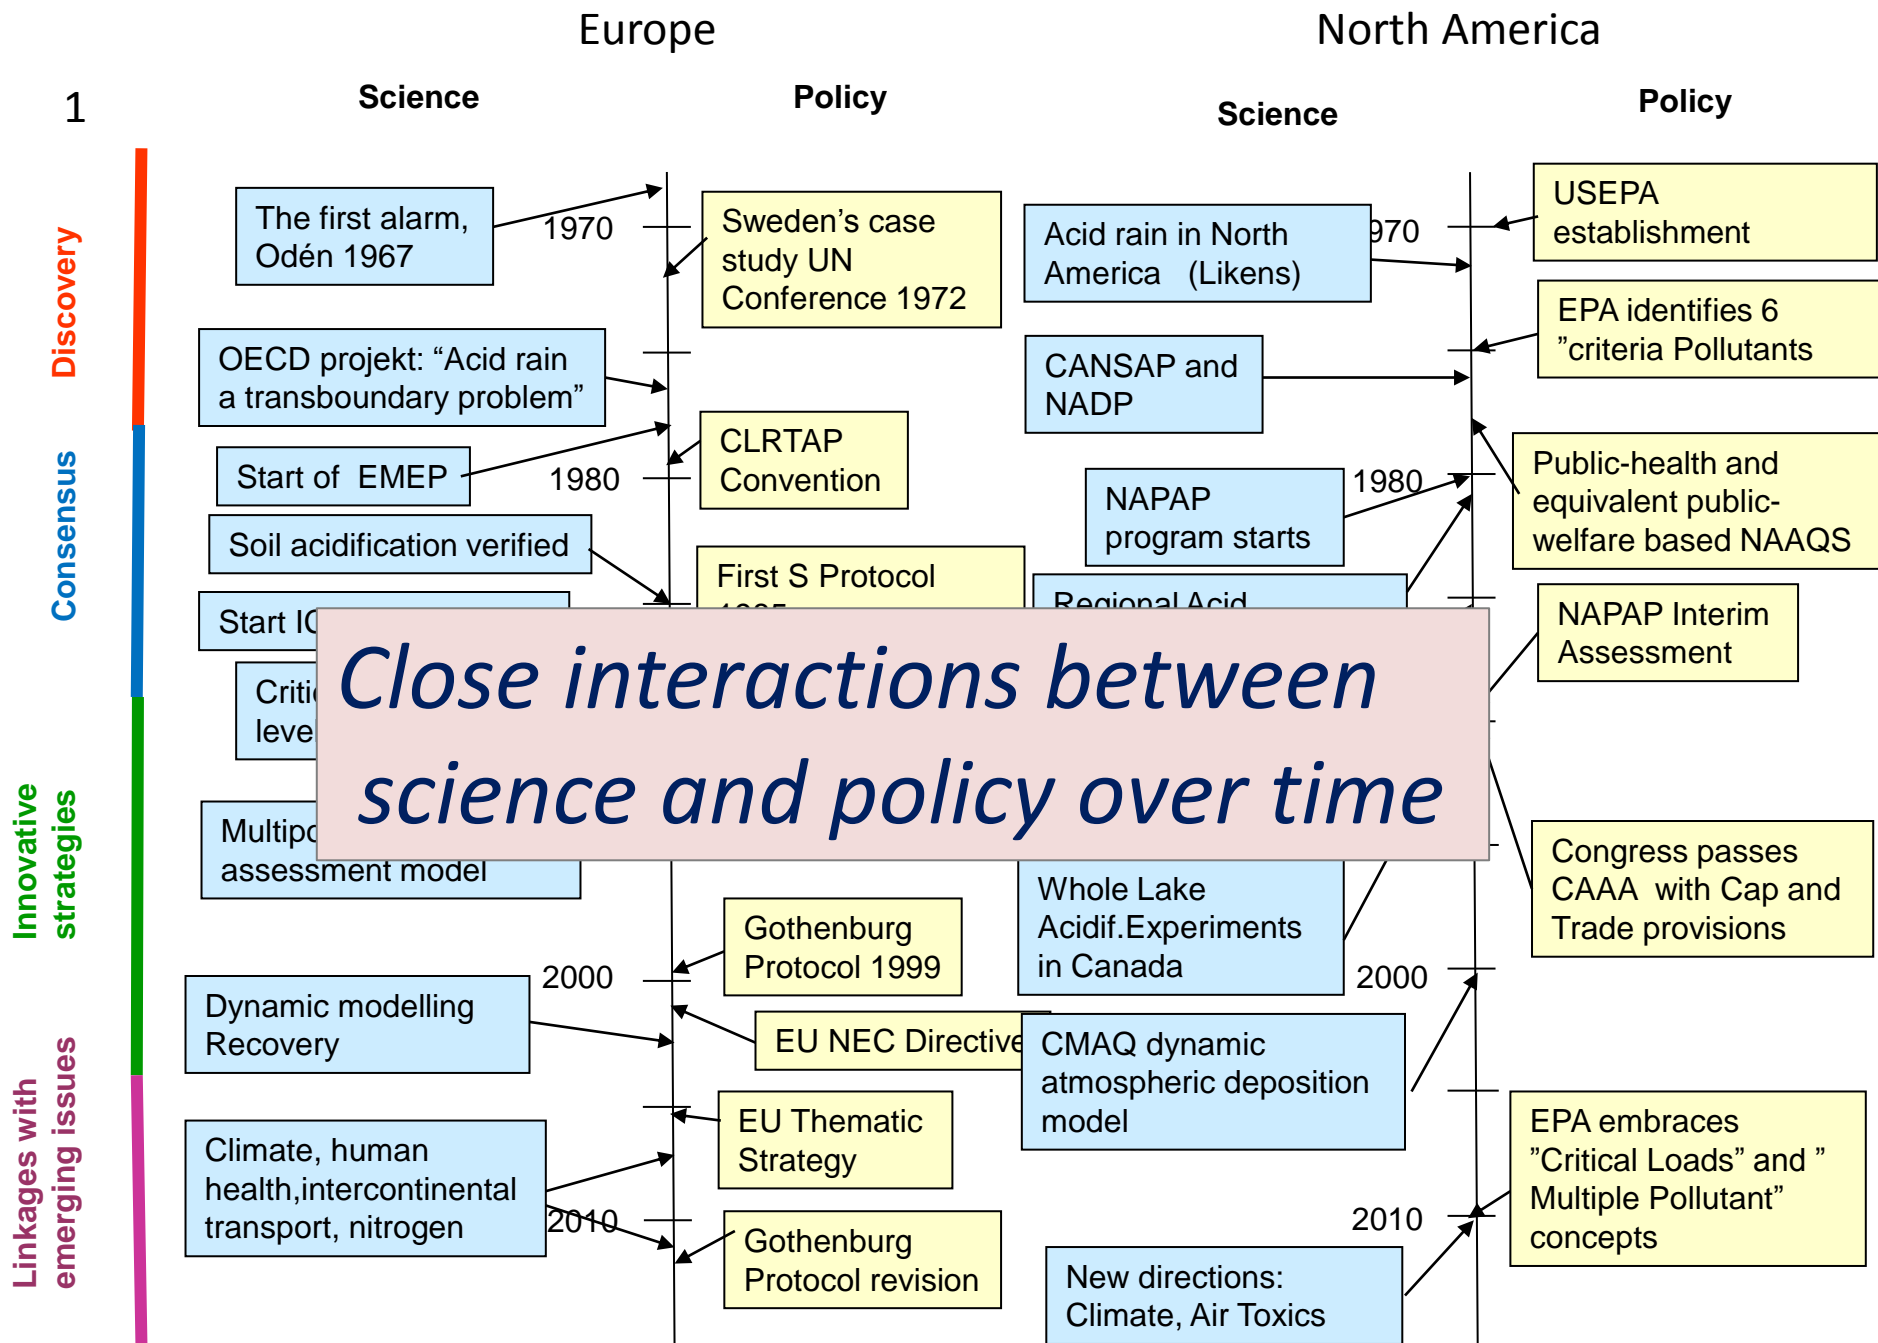 Europe
North America
1
Science
Policy
Science
Policy
Discovery
Consensus
Innovative
strategies
Linkages with
emerging issues
The first alarm,
Odén 1967
OECD projekt: “Acid rain
a transboundary problem”
Start of EMEP
Soil acidification verified
Start
assessment model
Dynamic modelling
Recovery
Climate, human
health,intercontinental
transport, nitrogen
1970
1980
2000
2010
Sweden’s case
study UN
Conference 1972
CLRTAP
Convention
First S Protocol
Gothenburg
Protocol 1999
EU NEC Directive
EU Thematic
Strategy
Gothenburg
Protocol revision
Acid rain in North
America (Likens)
CANSAP and
NADP
NAPAP
program starts
Regional Acid
Whole Lake
Acidif.Experiments
in Canada
CMAQ dynamic
atmospheric deposition
model
New directions:
Climate, Air Toxics
970
1980
2000
2010
USEPA
establishment
EPA identifies 6
”criteria Pollutants
Public-health and
equivalent public-
welfare based NAAQS
NAPAP Interim
Assessment
Congress passes
CAAA with Cap and
Trade provisions
EPA embraces
”Critical Loads” and ”
Multiple Pollutant”
concepts
Close interactions between
science and policy over time